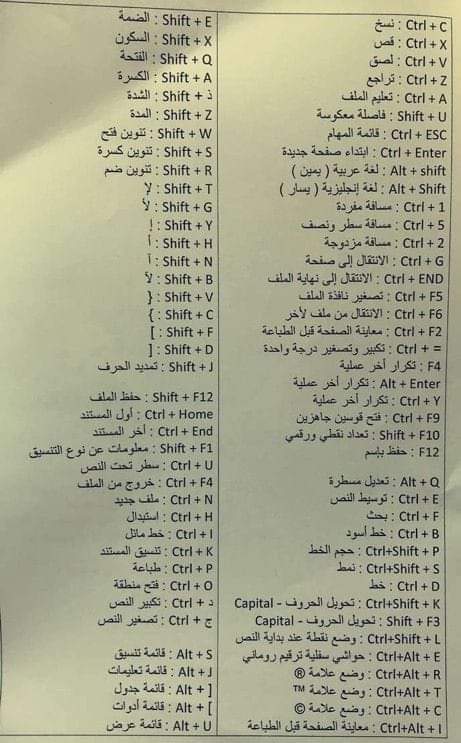 Ctrl + C : نسخ
Ctrl + X : قص
Ctrl + V : لصق
Ctrl + Z : تراجع
Ctrl + A : تعليم الملف
Shift + U : فاصلة معكوسة
Ctrl + ESC : قائمة المهام
Ctrl + Enter : ابتداء صفحة جديدة
Alt + shift : لغة عربية ( يمين )
Alt + Shift : لغة إنجليزية ( يسار )
Ctrl + 1 : مسافة مفردة
Ctrl + 5 : مسافة سطر ونصف
Ctrl + 2 : مسافة مزدوجة
Ctrl + G : الانتقال إلى صفحة
Ctrl + END : الانتقال إلى نهاية الملف
Ctrl + F5 : تصغير نافذة الملف
Ctrl + F6 : الانتقال من ملف لأخر
Ctrl + F2 : معاينة الصفحة قبل الطباعة
Ctrl + = : تكبير وتصغير درجة واحدة
F4 : تكرار أخر عملية
Alt + Enter : تكرار أخر عملية
Ctrl + Y : تكرار أخر عملية
Ctrl + F9 : فتح قوسين جاهزين
Shift + F10 : تعداد نقطي ورقمي
F12 : حفظ بإسم
Alt + Q : تعديل مسطرة
Ctrl + E : توسيط النص
Ctrl + F : بحث
Ctrl + B : خط أسود
Ctrl+Shift + P : حجم الخط
Ctrl+Shift + S : نمط
Ctrl + D : خط
Ctrl+Shift + K : تحويل الحروف - Capital
Shift + F3 : تحويل الحروف - Capital
Ctrl+Shift + L : وضع نقطة عند بداية النص
Ctrl+Alt + E : حواشي سفلية ترقيم روماني
Ctrl+Alt + R : وضع علامة ®
Ctrl+Alt + T : وضع علامة ™
Ctrl+Alt + C : وضع علامة ©
Ctrl+Alt + I : معاينة الصفحة قبل الطباعة
Shift + E : الضمة
Shift + X : السكون
Shift + Q : الفتحة
Shift + A : الكسرة
Shift + ذ : الشدة
Shift + Z : المدة
Shift + W : تنوين فتح
Shift + S : تنوين كسرة
Shift + R : تنوين ضم
Shift + T : لإ
Shift + G : لأ
Shift + Y : إ
Shift + H : أ
Shift + N : آ
Shift + B : لآ
Shift + V : {
Shift + C : }
Shift + F : [
Shift + D : ]
Shift + J : تمديد الحرف
Shift + F12 : حفظ الملف
Ctrl + Home : أول المستند
Ctrl + End : أخر المستند
Shift + F1 : معلومات عن نوع التنسيق
Ctrl + U : سطر تحت النص
Ctrl + F4 : خروج من الملف
Ctrl + N : ملف جديد
Ctrl + H : استبدال
Ctrl + I : خط مائل
Ctrl + K : تنسيق المستند
Ctrl + P : طباعة
Ctrl + O : فتح منطقة
Ctrl + د : تكبير النص
Ctrl + ج : تصغير النص
Alt + S : قائمة تنسيق
Alt + J : قائمة تعليمات
Alt + ] : قائمة جدول
Alt + [ : قائمة أدوات
Alt + U : قائمة عرض